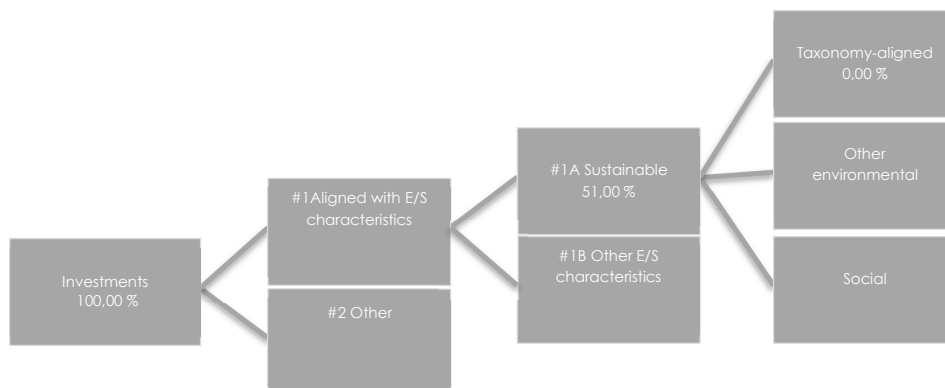 Investments
100,00 %
#1Aligned with E/S
characteristics
#2 Other
#1A Sustainable
51,00 %
#1B Other E/S
characteristics
Taxonomy-aligned
0,00 %
Other
environmental
Social